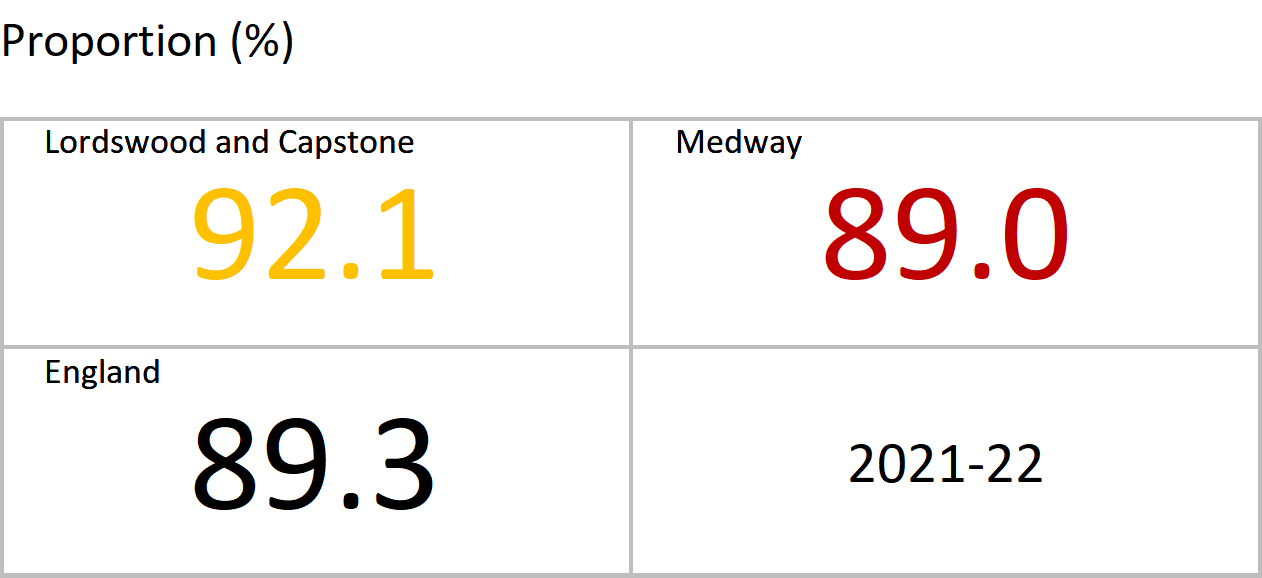 Proportion (%)
Lordswood and Capstone
92.1
Medway
89.0
England
89.3
2021-22